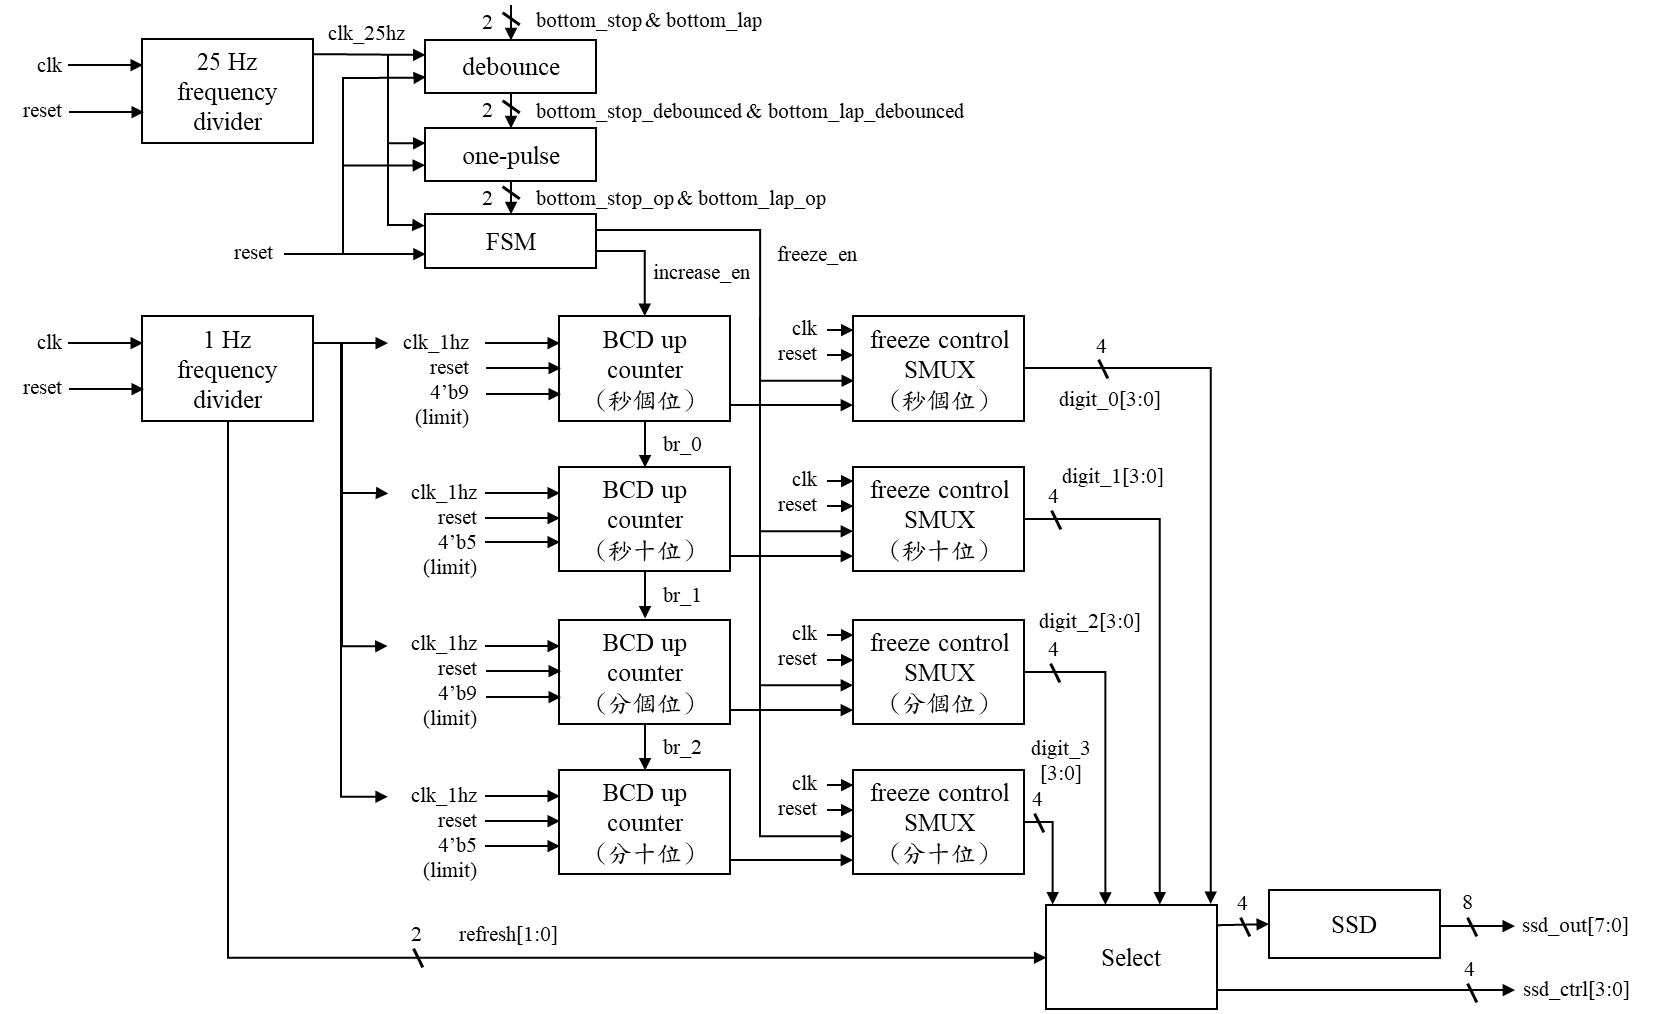 2
bottom_stop & bottom_lap
clk_25hz
clk
reset
25 Hz
frequency
divider
debounce
2
bottom_stop_debounced & bottom_lap_debounced
one-pulse
2
bottom_stop_op & bottom_lap_op
reset
FSM
freeze_en
increase_en
clk
reset
1 Hz
frequency
divider
clk_1hz
reset
4’b9
(limit)
BCD up
counter
（秒個位）
clk
reset
freeze control
SMUX
（秒個位）
4
digit_0[3:0]
br_0
clk_1hz
reset
4’b5
(limit)
BCD up
counter
（秒十位）
clk
reset
freeze control
SMUX
（秒十位）
digit_1[3:0]
4
br_1
clk_1hz
reset
4’b9
(limit)
BCD up
counter
（分個位）
clk
reset
freeze control
SMUX
（分個位）
digit_2[3:0]
4
br_2
clk_1hz
reset
4’b5
(limit)
BCD up
counter
（分十位）
clk
reset
freeze control
SMUX
（分十位）
digit_3
[3:0]
4
2
refresh[1:0]
Select
4
SSD
8
ssd_out[7:0]
4
ssd_ctrl[3:0]